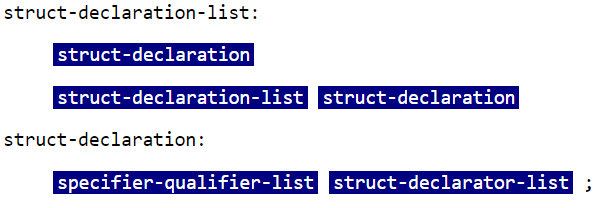 struct-declaration-list:
struct-declaration
struct-declaration-list struct-declaration
struct-declaration:
specifier-qualifier-list struct-declarator-list ;